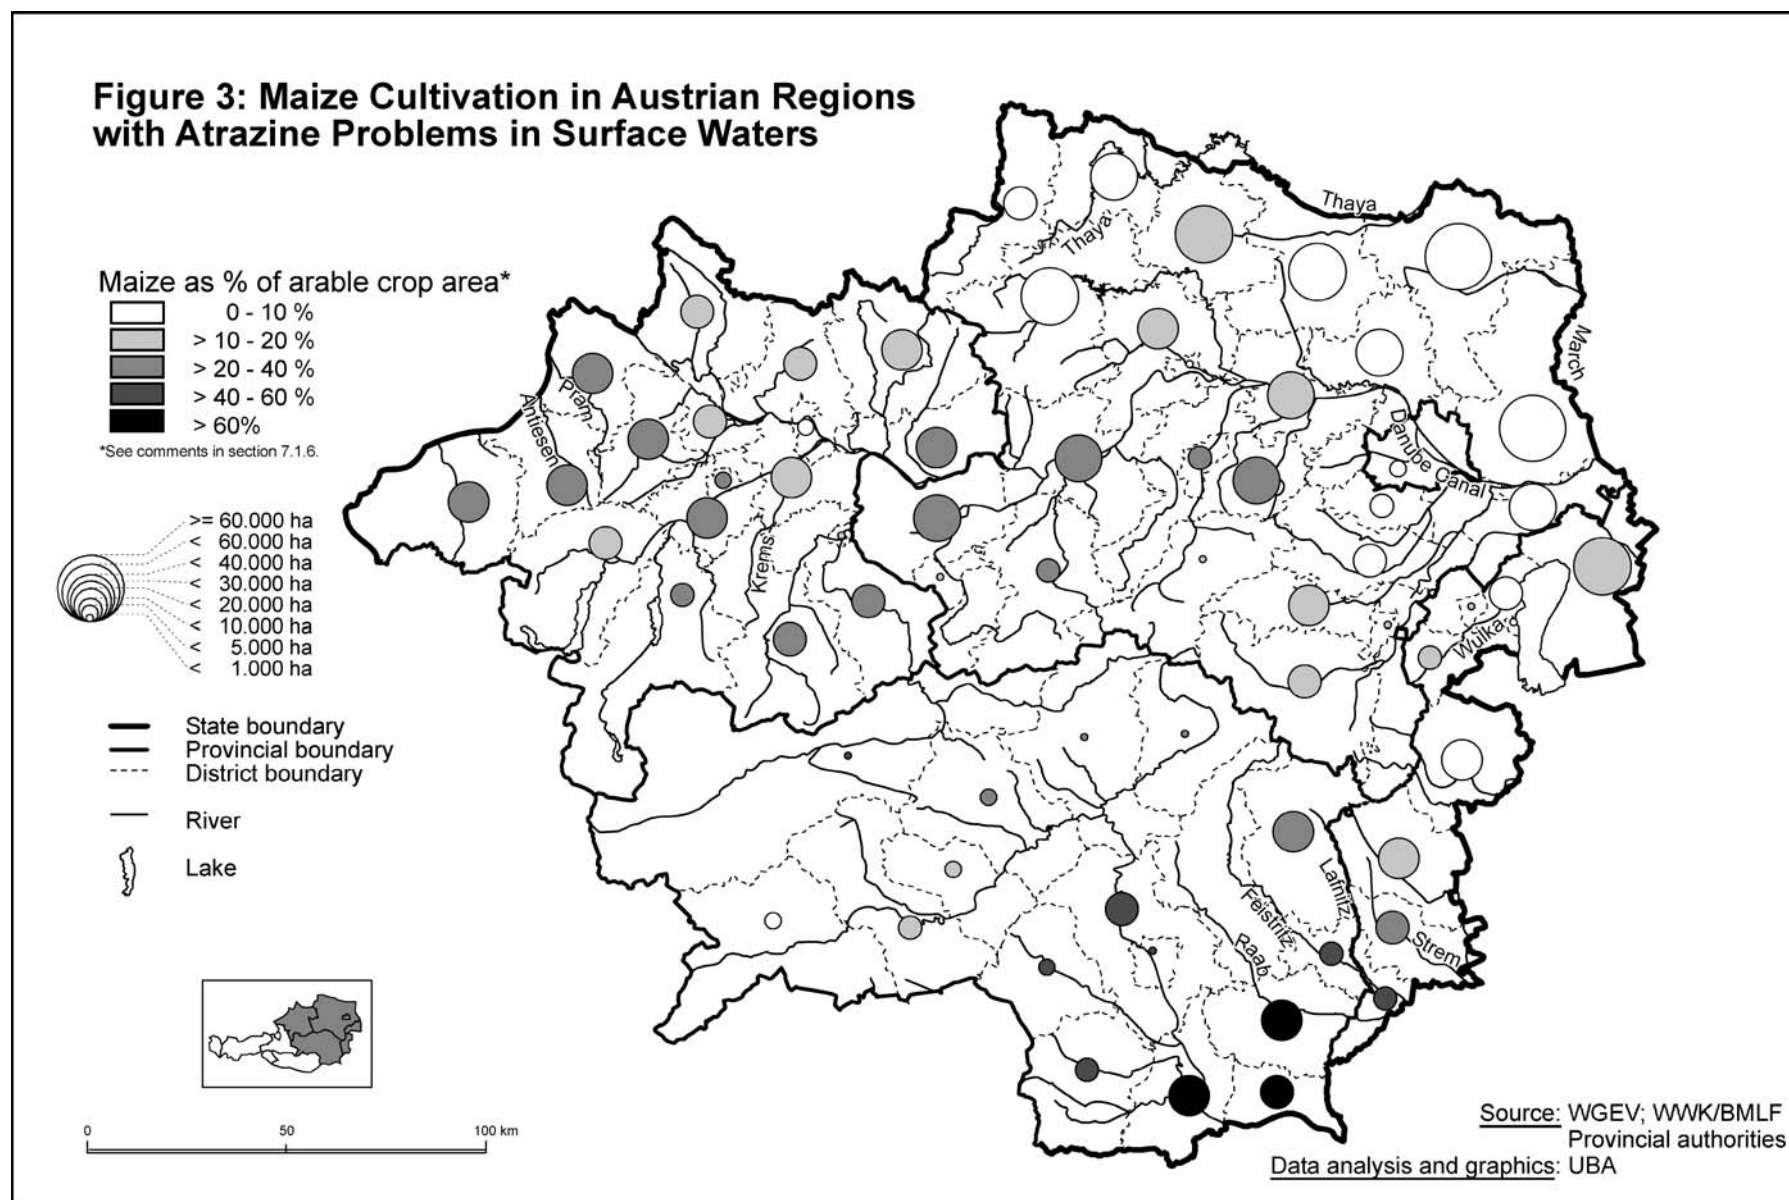 Figure 3: Maize Cultivation in Austrian Regions
with Atrazine Problems in Surface Waters
Maize as % of arable crop area*
0 - 10 %
> 10 - 20 %
> 20 - 40 %
> 40 - 60 %
> 60%
*See comments in section 7.1.6.
>= 60.000 ha
< 60.000 ha
< 40.000 ha
< 30.000 ha
< 20.000 ha
< 10.000 ha
< 5.000 ha
< 1.000 ha
State boundary
Provincial boundary
District boundary
River
Lake
0 50 100 km
Thaya
Thaya
March
Pram
Antiesen
Danube Canal
Krems
Wulka
Lafnitz
Feistritz
Raab
Strem
Source: WGEV; WWK/BMLF
Provincial authorities
Data analysis and graphics: UBA